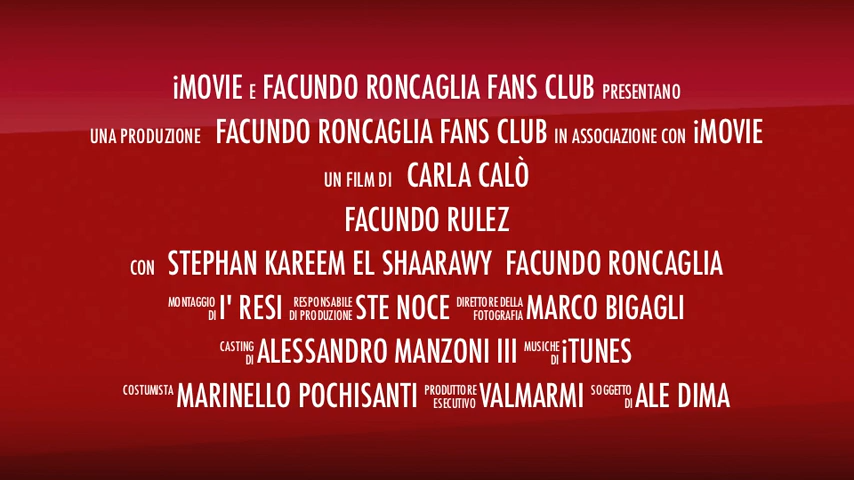 iMOVIE E FACUNDO RONCAGLIA FANS CLUB PRESENTANO
UNA PRODUZIONE FACUNDO RONCAGLIA FANS CLUB IN ASSOCIAZIONE CON iMOVIE
UN FILM DI CARLA CALÒ
FACUNDO RULEZ
CON STEPHAN KAREEM EL SHAARAWY FACUNDO RONCAGLIA
MONTAGGIO DI I' RESI RESPONSABILE DI PRODUZIONE STE NOCE DIRETTORE DELLA FOTOGRAFIA MARCO BIGAGLI
CASTING DI ALESSANDRO MANZONI III MUSICHE DI iTUNES
COSTUMISTA MARINELLO POCHISANTI PRODUTTORE ESECUTIVO VALMARMI SOGGETTO DI ALE DIMA